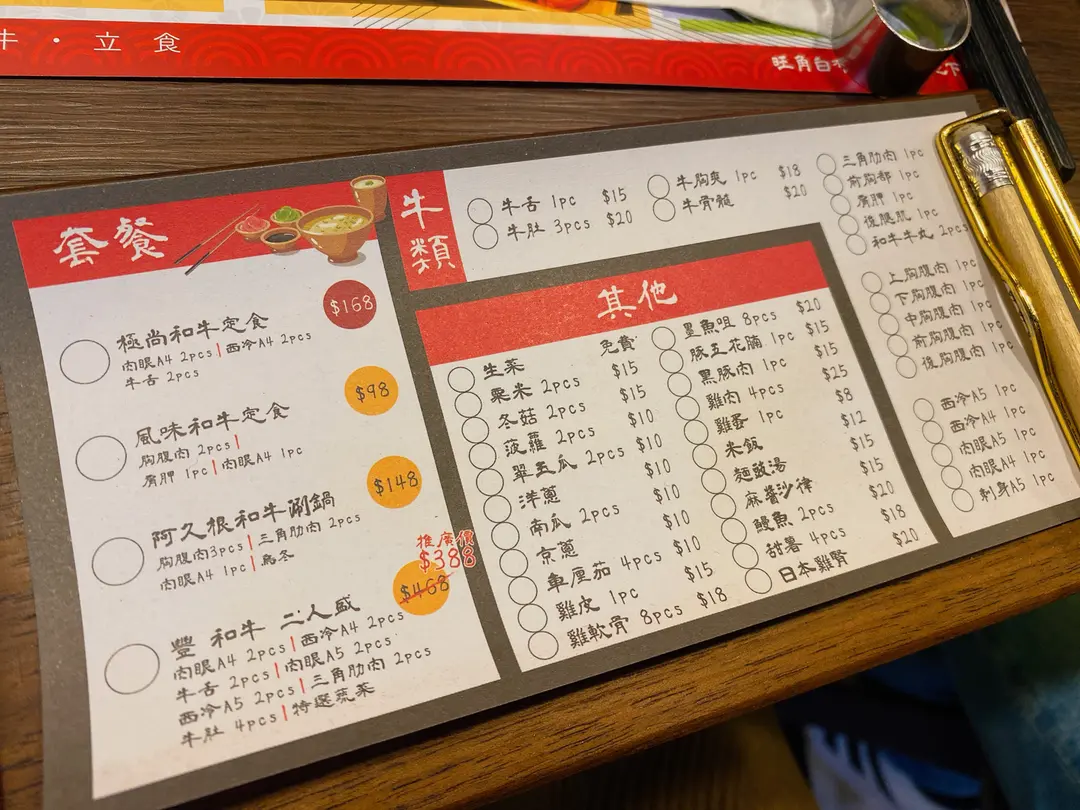 牛・立食
旺角白
套餐
$168
極尚和牛定食
肉眼A4 2pcs|西冷A4 2pcs
牛舌 2pcs
$98
風味和牛定食
胸腹肉 2pcs|
肩胛 1pc|肉眼A4 1pc
$148
阿久根和牛涮鍋
胸腹肉3pcs|三角肋肉 2pcs
肉眼A4 1pc|烏冬
推廣價
$388
$468
豐 和牛 二人盛
肉眼A4 2pcs|西冷A4 2pcs
牛舌 2pcs|肉眼A5 2pcs
西冷A5 2pcs|三角肋肉 2pcs
牛肚 4pcs|特選蔬菜
牛類
牛舌 1pc $15
牛肚 3pcs $20
牛胸爽 1pc $18
牛骨髓 $20
三角肋肉 1pc
前胸部 1pc
肩胛 1pc
後腿肌 1pc
和牛牛丸 2pcs
上胸腹肉 1pc
下胸腹肉 1pc
中胸腹肉 1pc
前胸腹肉 1pc
後胸腹肉 1pc
西冷A5 1pc
西冷A4 1pc
肉眼A5 1pc
肉眼A4 1pc
刺身A5 1pc
其他
生菜 免費
粟米 2pcs $15
冬菇 2pcs $15
菠蘿 2pcs $10
翠玉瓜 2pcs $10
洋蔥 $10
南瓜 2pcs $10
京蔥 $10
車厘茄 4pcs $10
雞皮 1pc $15
雞軟骨 8pcs $18
墨魚咀 8pcs $20
豚五花腩 1pc $15
黑豚肉 1pc $15
雞肉 4pcs $25
雞蛋 1pc $8
米飯 $12
麵豉湯 $15
麻醬沙律 $15
鰻魚 2pcs $20
甜薯 4pcs $18
日本雞腎 $20